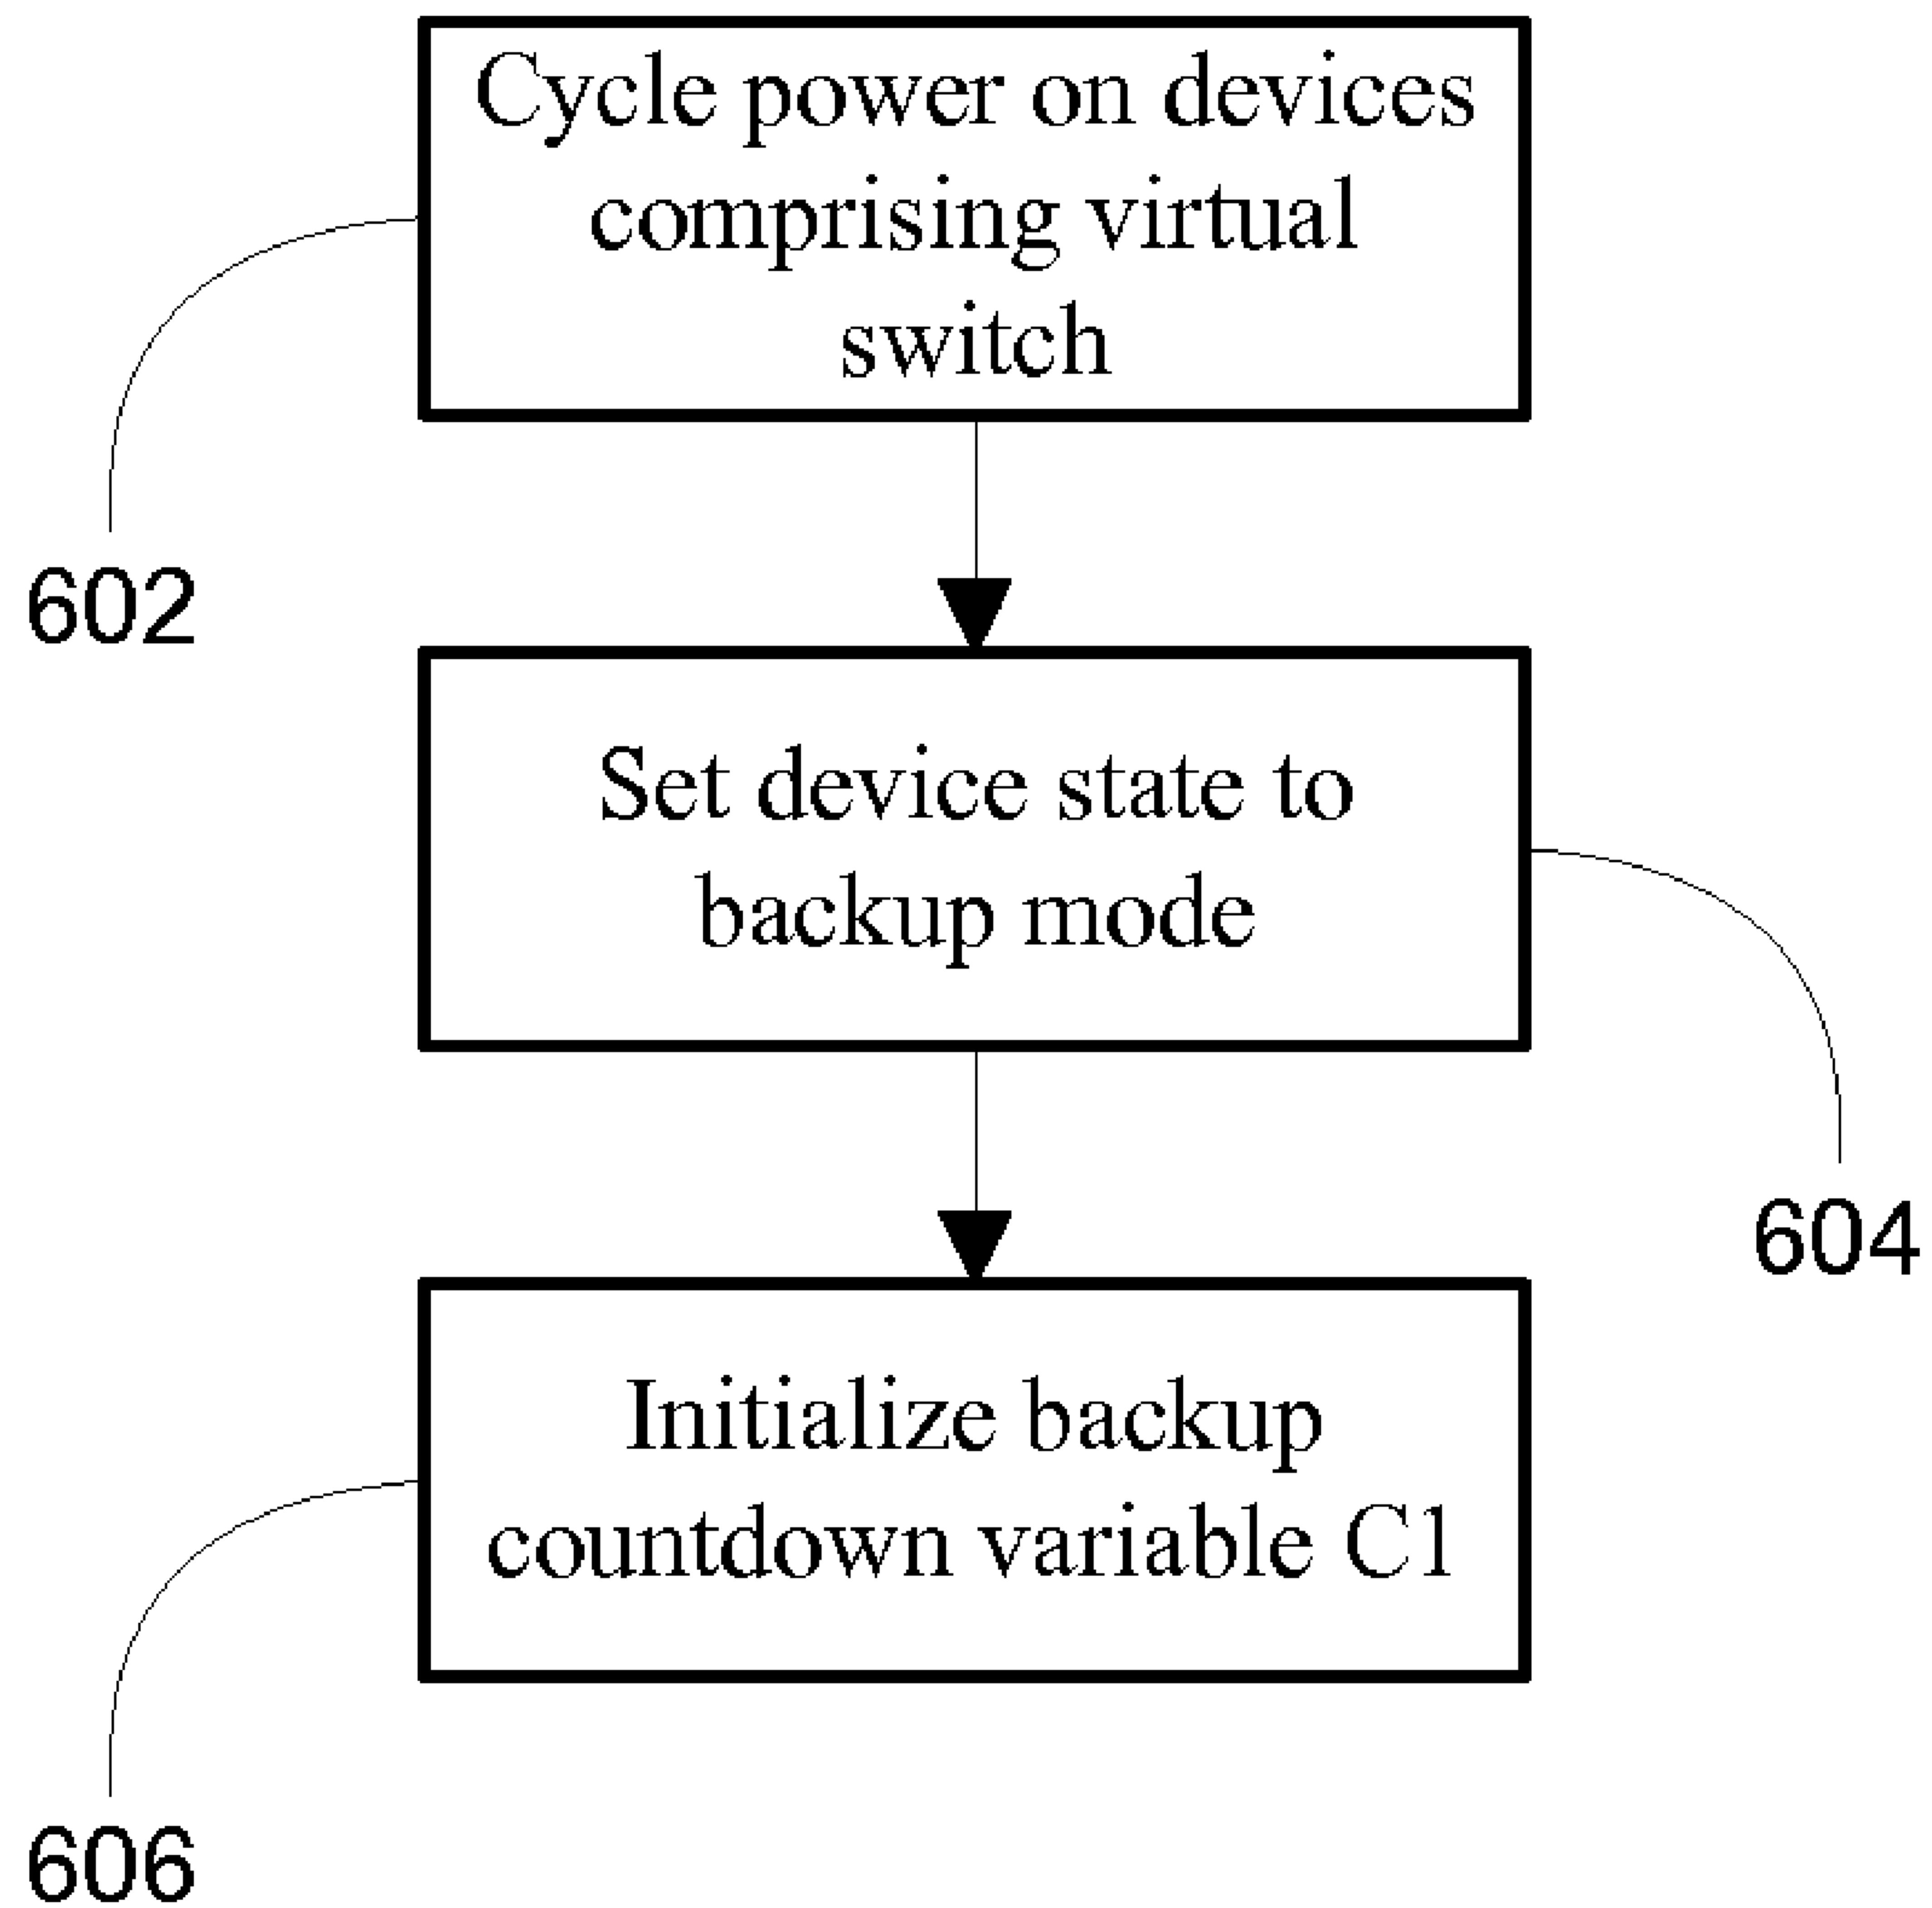 Cycle power on devices
comprising virtual
switch
602
Set device state to
backup mode
604
Initialize backup
countdown variable C1
606